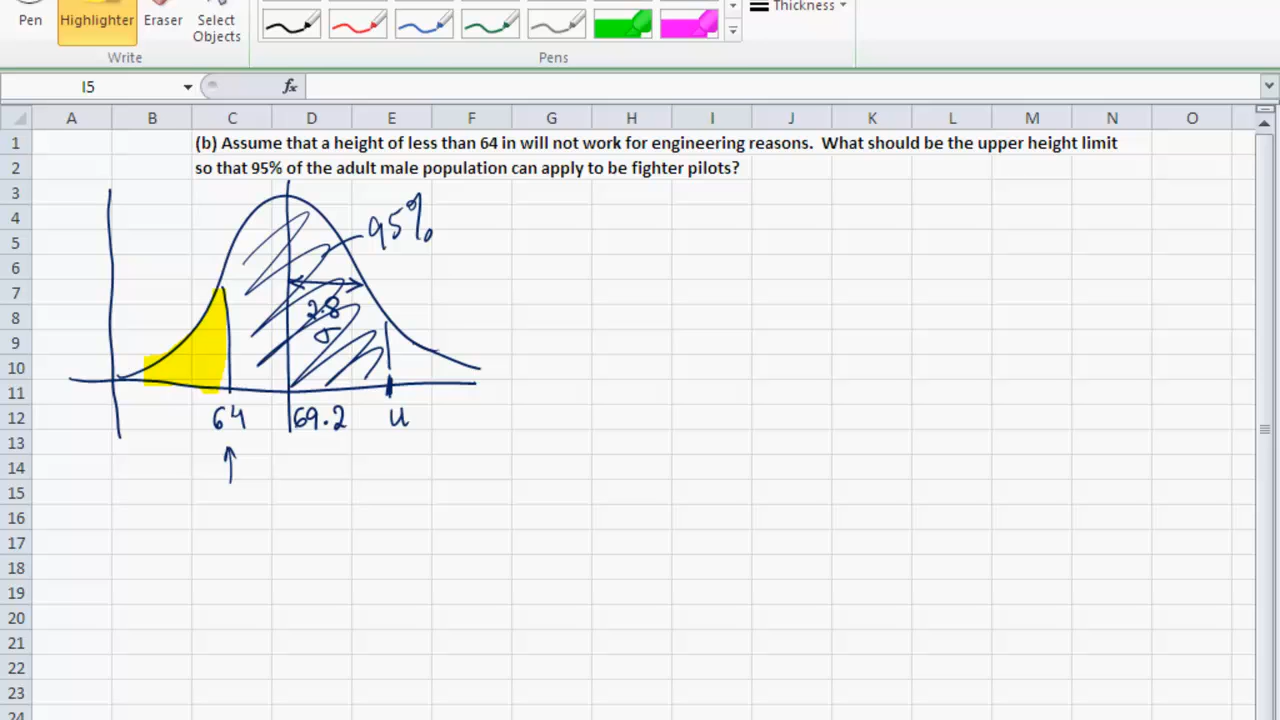 Pen
Highlighter
Eraser
Select Objects
Thickness
Write
Pens
I5
fx
A B C D E F G H I J K L M N O
1 (b) Assume that a height of less than 64 in will not work for engineering reasons. What should be the upper height limit
2 so that 95% of the adult male population can apply to be fighter pilots?
3
4
95%
5
6
7
2.8
8
σ
9
10
11
12 64 69.2 u
13
14
15
16
17
18
19
20
21
22
23
24